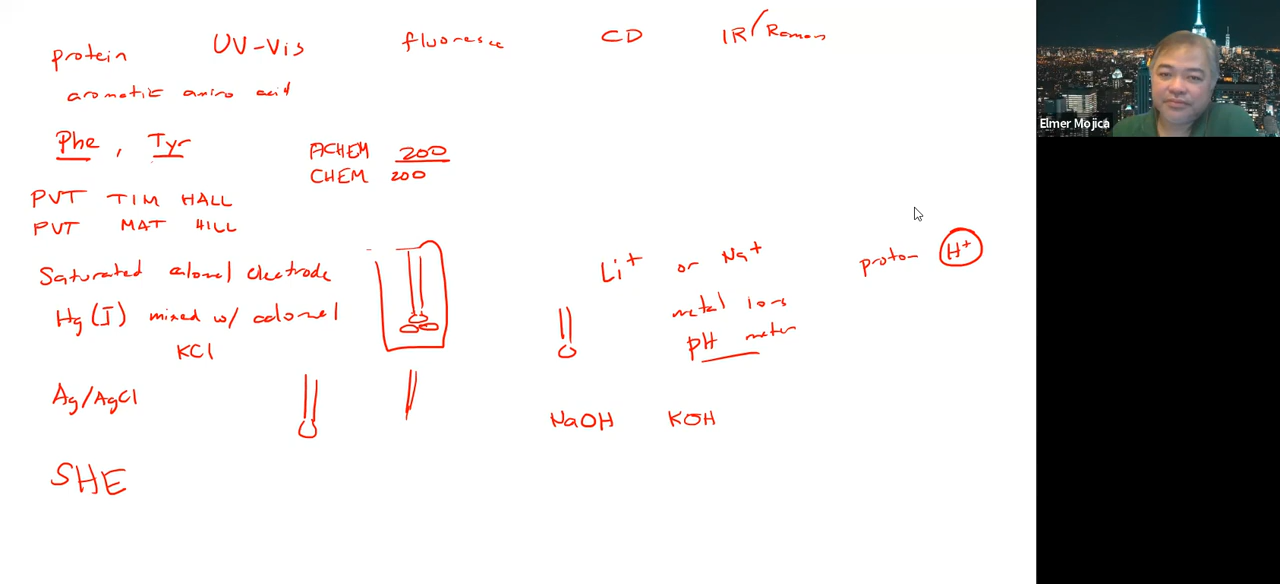 protein UV-Vis fluoresce CD IR/Raman
aromatic amino acid
Phe, Tyr
ACHEM 200
CHEM 200
PVT TIM HALL
PVT MAT HILL
Saturated calomel electrode
Hg(I) mixed w/ calomel
KCl
Ag/AgCl
SHE
Li+ or Na+
metal ions
pH meter
NaOH KOH
proton H+
Elmer Mojica